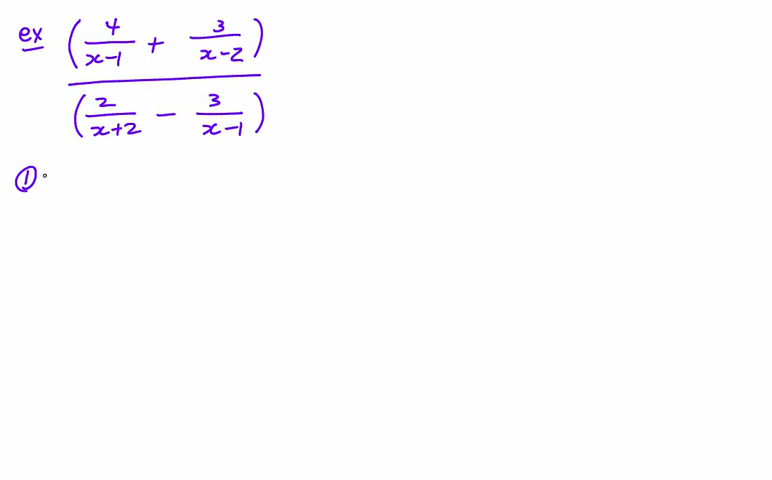 ex (4/(x-1) + 3/(x-2))
(2/(x+2) - 3/(x-1))
①